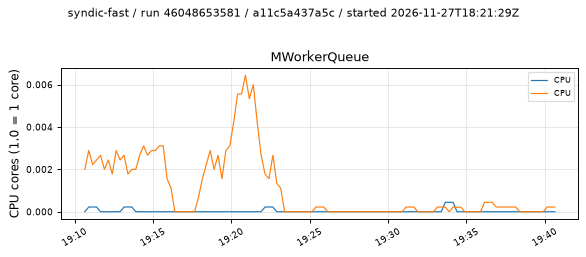 syndic-fast / run 46048653581 / a11c5a437a5c / started 2026-11-27T18:21:29Z
MWorkerQueue
CPU cores (1.0 = 1 core)
0.006
0.004
0.002
0.000
CPU
CPU
19:10
19:15
19:20
19:25
19:30
19:35
19:40